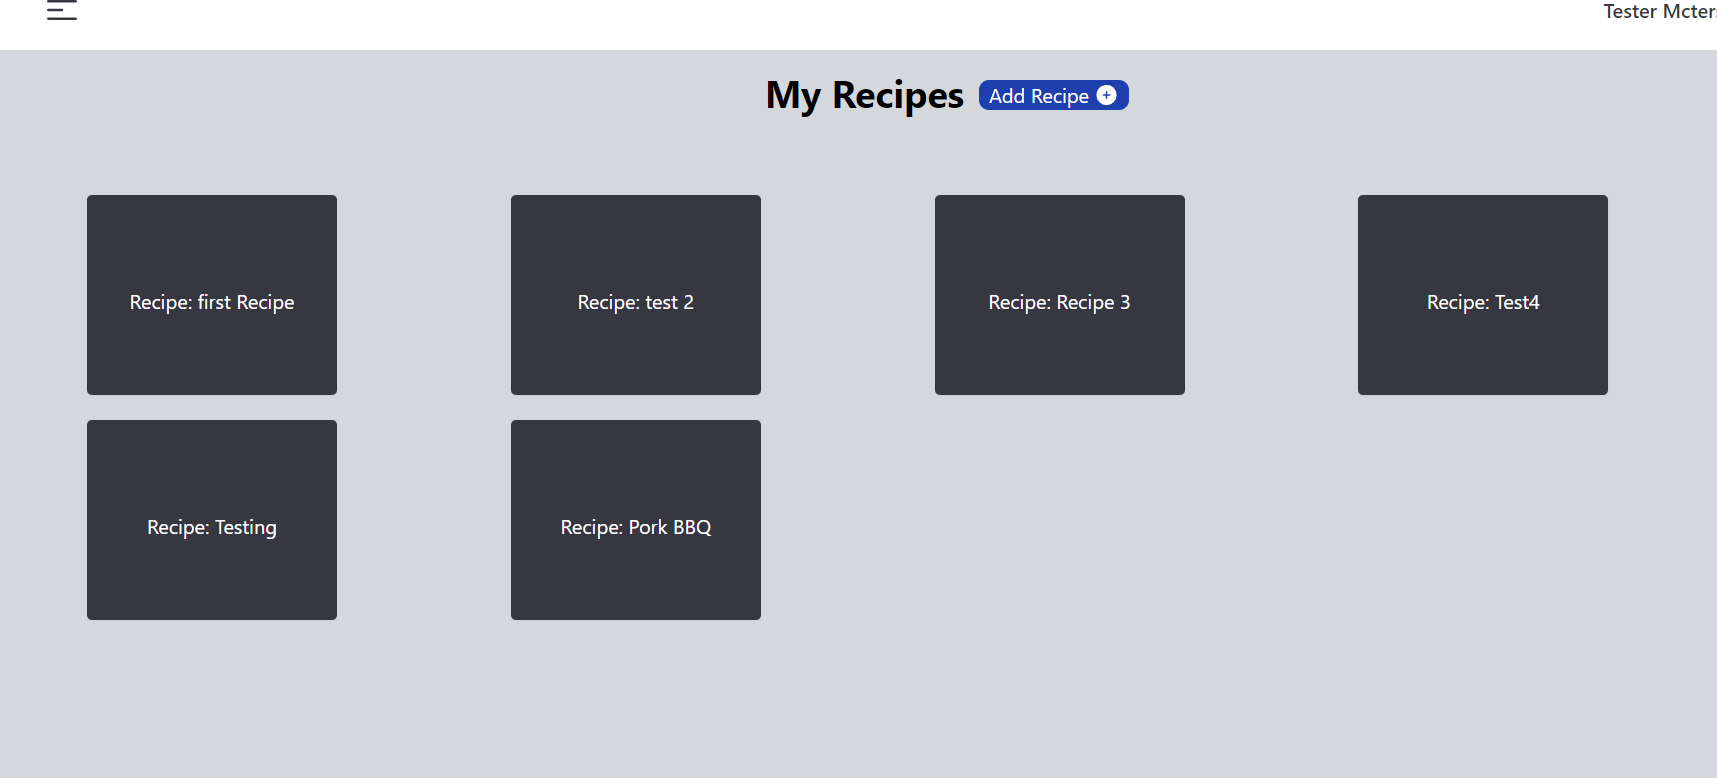 Tester Mcter
My Recipes
Add Recipe
Recipe: first Recipe
Recipe: test 2
Recipe: Recipe 3
Recipe: Test4
Recipe: Testing
Recipe: Pork BBQ